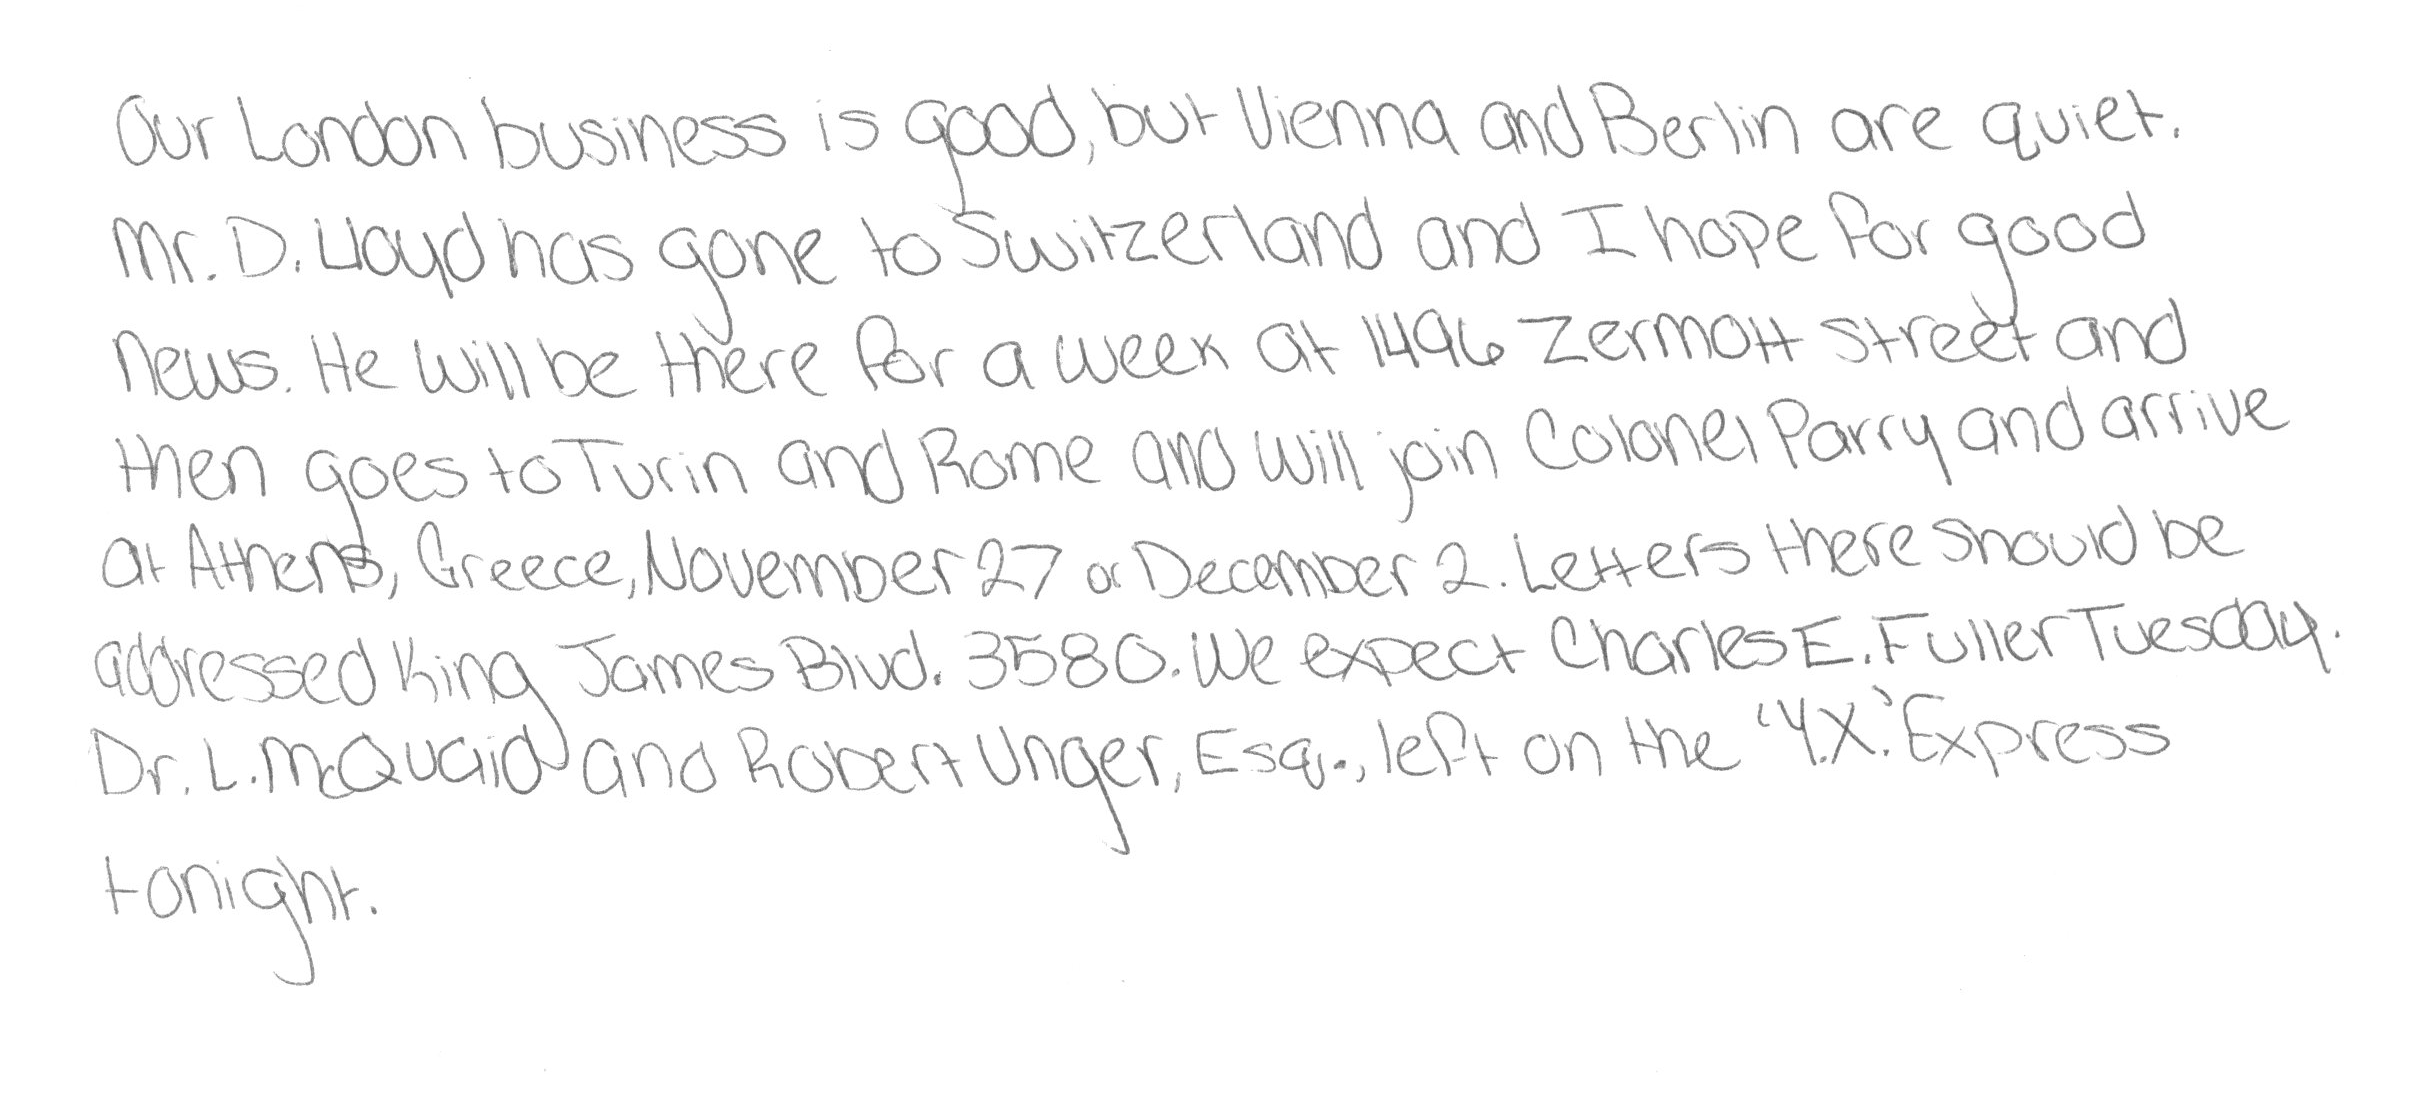 Our London business is good, but Vienna and Berlin are quiet.
Mr. D. Lloyd has gone to Switzerland and I hope for good
news. He will be there for a week at 1496 Zermott street and
then goes to Turin and Rome and will join Colonel Parry and arrive
at Athens, Greece, November 27 or December 2. Letters there should be
addressed King James Blvd. 3580. We expect Charles E. Fuller Tuesday.
Dr. L. McQuaid and Robert Unger, Esq., left on the 'Y.X.' Express
tonight.